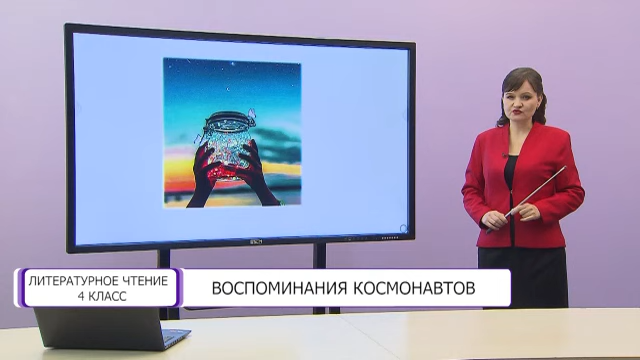 ЛИТЕРАТУРНОЕ ЧТЕНИЕ
4 КЛАСС
ВОСПОМИНАНИЯ КОСМОНАВТОВ